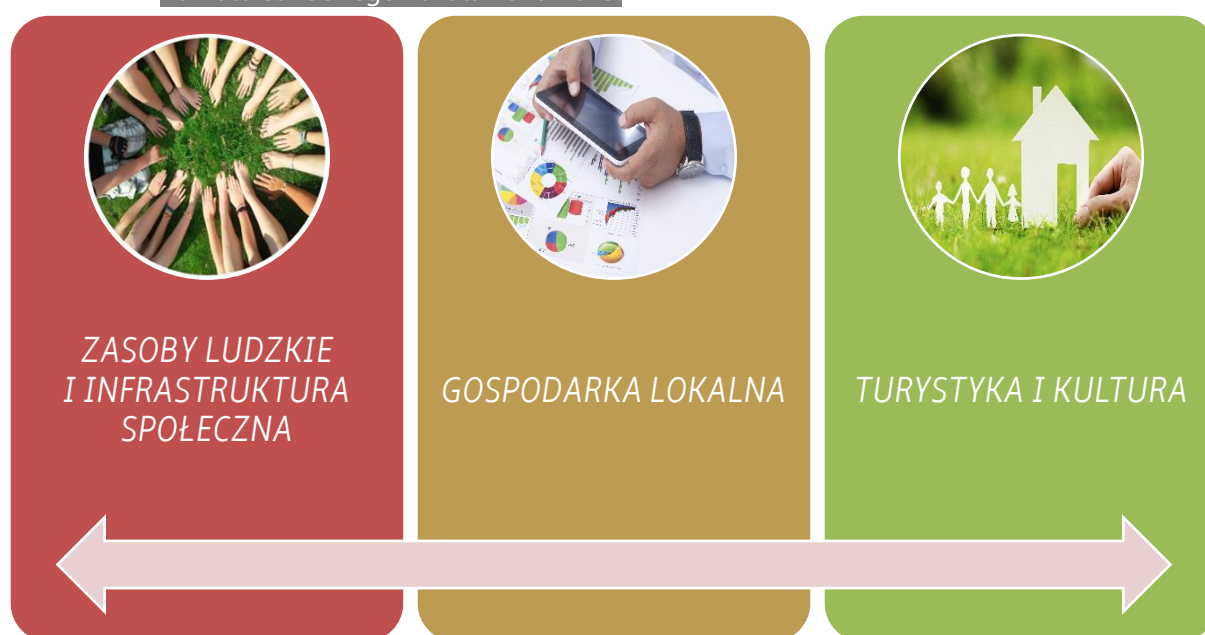 ZASOBY LUDZKIE
I INFRASTRUKTURA
SPOŁECZNA
GOSPODARKA LOKALNA
TURYSTYKA I KULTURA